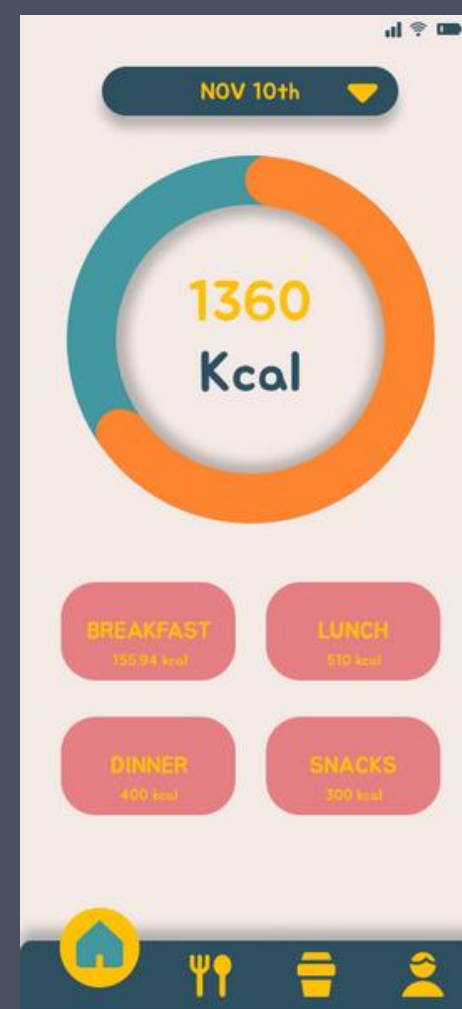 NOV 10th
1360
Kcal
BREAKFAST
155.94 kcal
LUNCH
510 kcal
DINNER
400 kcal
SNACKS
300 kcal